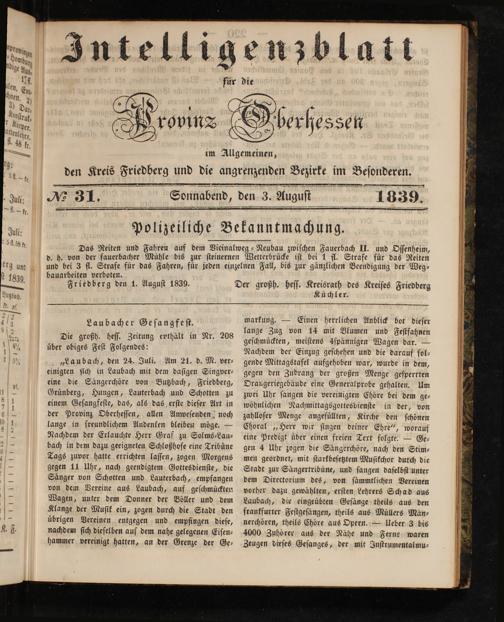 Intelligenzblatt
für die
Provinz Oberhessen
im Allgemeinen,
den Kreis Friedberg und die angrenzenden Bezirke im Besonderen.
№ 31. Sonnabend, den 3. August 1839.
Polizeiliche Bekanntmachung.
Das Reiten und Fahren auf dem Vicinalweg-Neubau zwischen Fauerbach II. und Ossenheim,
d. h. von der fauerbacher Mühle bis zur steinernen Wetterbrücke ist bei 1 fl. Strafe für das Reiten
und bei 3 fl. Strafe für das Fahren, für jeden einzelnen Fall, bis zur gänzlichen Beendigung der Weg-
bauarbeiten verboten.
Friedberg den 1. August 1839. Der großh. hess. Kreisrath des Kreises Friedberg
Küchler.
Laubacher Gesangfest.
Die großh. hess. Zeitung enthält in Nr. 208
über obiges Fest Folgendes:
„Laubach, den 24. Juli. Am 21. d. M. ver-
einigten sich in Laubach mit dem dasigen Singver-
eine die Sängerchöre von Butzbach, Friedberg,
Grünberg, Hungen, Lauterbach und Schotten zu
einem Gesangfeste, das, als das erste dieser Art in
der Provinz Oberhessen, allen Anwesenden noch
lange in freundlichem Andenken bleiben möge. —
Nachdem der Erlauchte Herr Graf zu Solms-Lau-
bach in dem dazu geeigneten Schloßhofe eine Tribüne
Tags zuvor hatte errichten lassen, zogen Morgens
gegen 11 Uhr, nach geendigtem Gottesdienste, die
Sänger von Schotten und Lauterbach, empfangen
von dem Vereine aus Laubach, auf geschmückten
Wagen, unter dem Donner der Böller und dem
Klange der Musik ein, zogen durch die Stadt den
übrigen Vereinen entgegen und empfingen diese,
nachdem sich dieselben auf dem nahe gelegenen Eisen-
hammer vereinigt hatten, an der Grenze der Ge-
markung. — Einen herrlichen Anblick bot dieser
lange Zug von 14 mit Blumen und Festfahnen
geschmückten, meistens 4spännigen Wagen dar. —
Nachdem der Einzug geschehen und die darauf fol-
gende Mittagstafel aufgehoben war, wurde in dem,
gegen den Zudrang der großen Menge gesperrten
Orangeriegebäude eine Generalprobe gehalten. Um
zwei Uhr sangen die vereinigten Chöre bei dem ge-
wöhnlichen Nachmittagsgottesdienste in der, von
zahlloser Menge angefüllten, Kirche den schönen
Choral „Herr wir singen deiner Ehre", worauf
eine Predigt über einen freien Text folgte. — Ge-
gen 4 Uhr zogen die Sängerchöre, nach den Stim-
men geordnet, mit starkbesetztem Musikchor durch die
Stadt zur Sängertribüne, und sangen daselbst unter
dem Directorium des, von sämmtlichen Vereinen
vorher dazu gewählten, ersten Lehrers Schad aus
Laubach, die eingeübten Gesänge theils aus den
frankfurter Festgesängen, theils aus Müllers Män-
nerchören, theils Chöre aus Opern. — Ueber 3 bis
4000 Zuhörer aus der Nähe und Ferne waren
Zeugen dieses Gesanges, der mit Instrumentalmu-